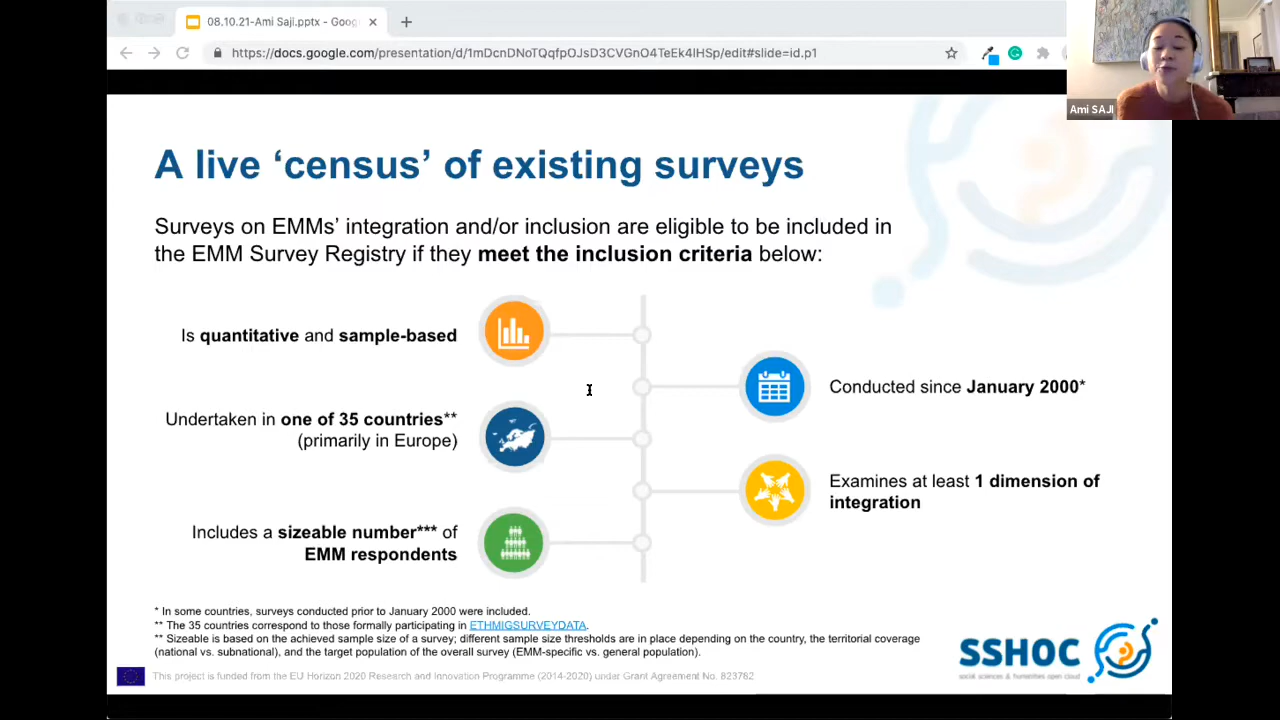 08.10.21-Ami Saji.pptx - Goog
https://docs.google.com/presentation/d/1mDcnDNoTQqfpOJsD3CVGnO4TeEk4IHSp/edit#slide=id.p1
Ami SAJI
A live ‘census’ of existing surveys
Surveys on EMMs’ integration and/or inclusion are eligible to be included in
the EMM Survey Registry if they meet the inclusion criteria below:
Is quantitative and sample-based
Conducted since January 2000*
Undertaken in one of 35 countries**
(primarily in Europe)
Examines at least 1 dimension of
integration
Includes a sizeable number*** of
EMM respondents
* In some countries, surveys conducted prior to January 2000 were included.
** The 35 countries correspond to those formally participating in ETHMIGSURVEYDATA.
** Sizeable is based on the achieved sample size of a survey; different sample size thresholds are in place depending on the country, the territorial coverage
(national vs. subnational), and the target population of the overall survey (EMM-specific vs. general population).
SSHOC
social sciences & humanities open cloud
This project is funded from the EU Horizon 2020 Research and Innovation Programme (2014-2020) under Grant Agreement No. 823782